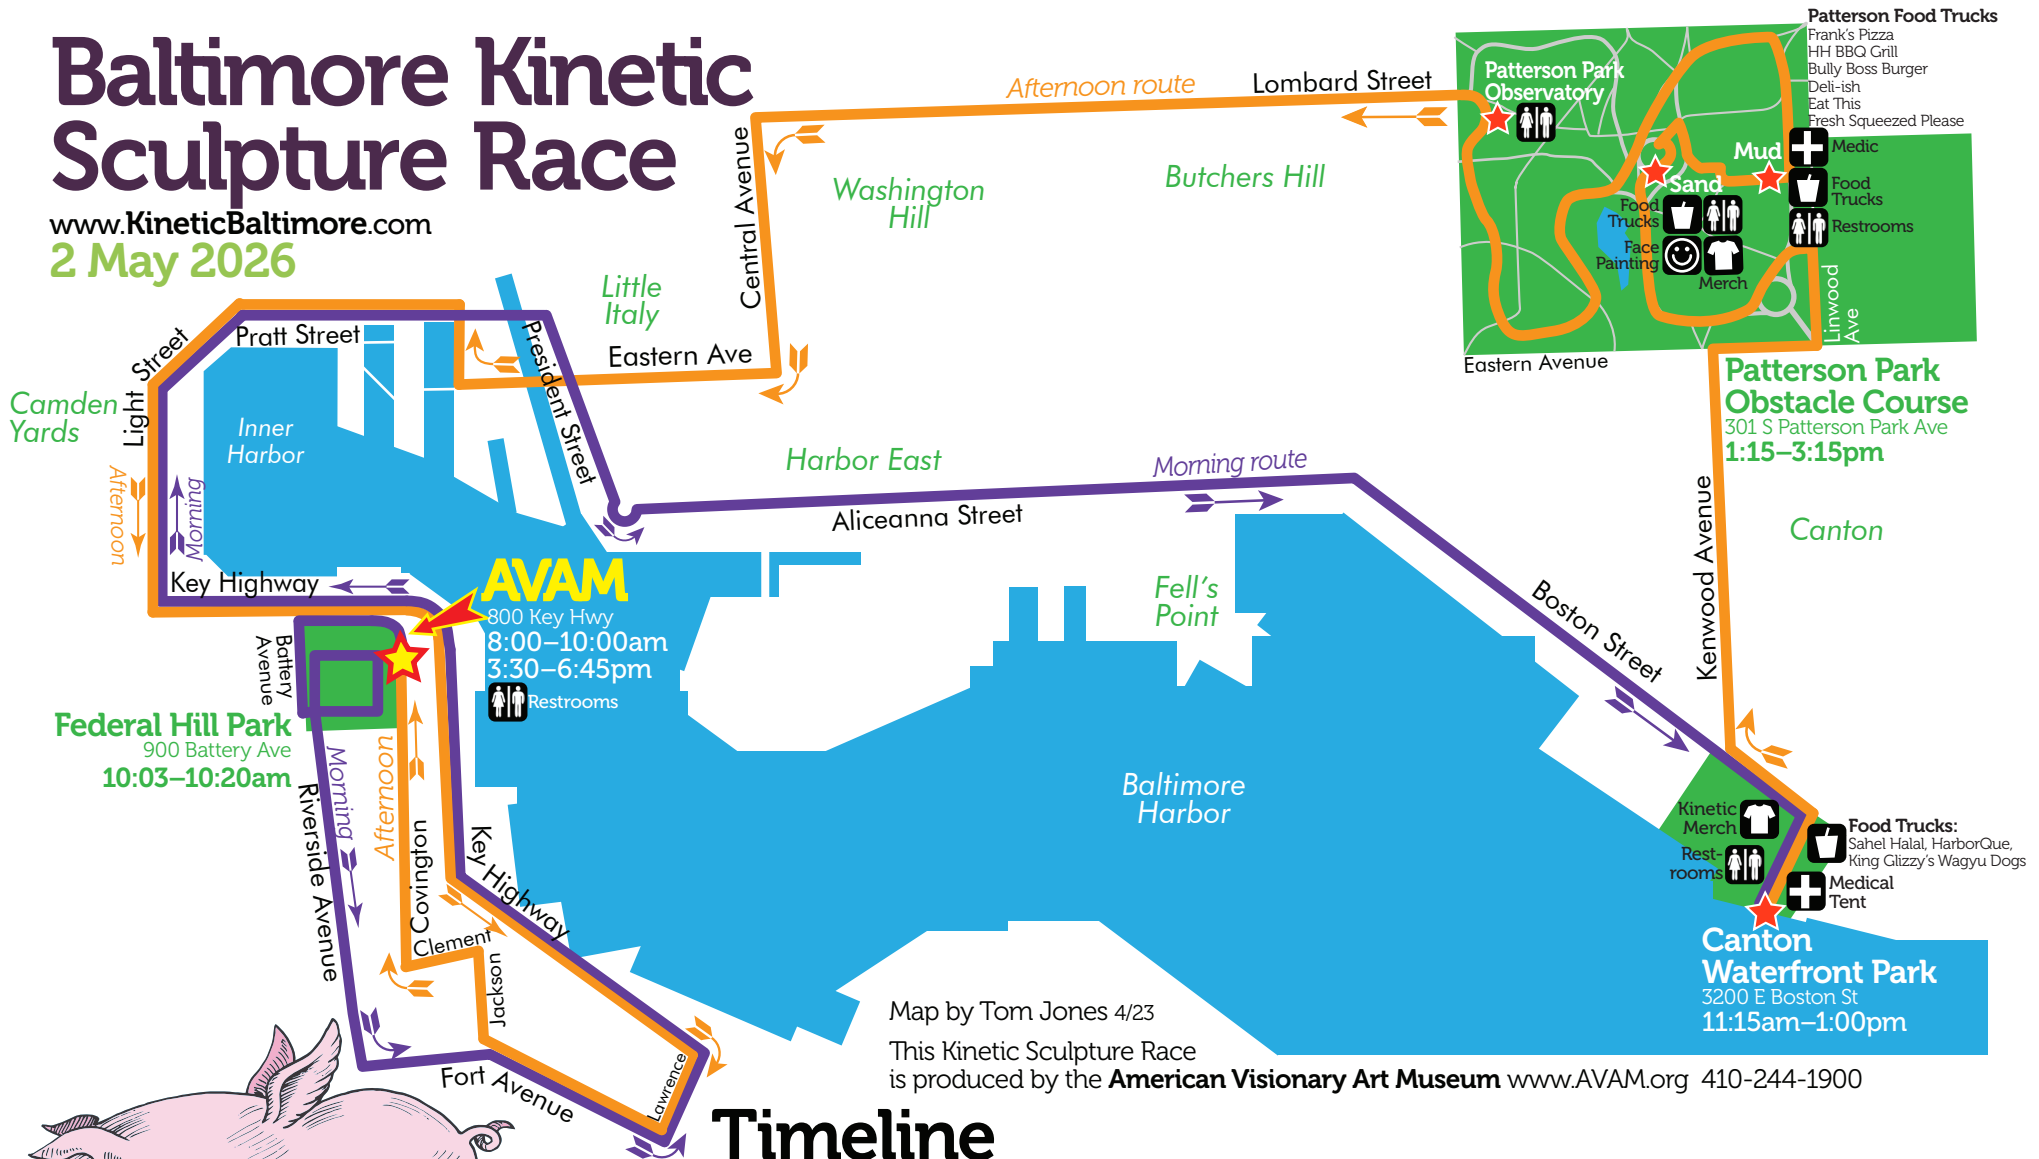 Baltimore Kinetic
Sculpture Race
www.KineticBaltimore.com
2 May 2026
Afternoon route
Lombard Street
Patterson Park
Observatory
Patterson Food Trucks
Frank's Pizza
HH BBQ Grill
Bully Boss Burger
Deli-ish
Eat This
Fresh Squeezed Please
Mud
Medic
Sand
Food
Trucks
Restrooms
Food
Trucks
Face
Painting
Merch
Linwood
Ave
Eastern Avenue
Central Avenue
Washington
Hill
Butchers Hill
Little
Italy
Eastern Ave
Pratt Street
President Street
Light Street
Camden
Yards
Inner
Harbor
Afternoon
Morning
Key Highway
Harbor East
Morning route
Aliceanna Street
Patterson Park
Obstacle Course
301 S Patterson Park Ave
1:15–3:15pm
Kenwood Avenue
Canton
Boston Street
Fell's
Point
AVAM
800 Key Hwy
8:00–10:00am
3:30–6:45pm
Restrooms
Battery
Avenue
Federal Hill Park
900 Battery Ave
10:03–10:20am
Morning
Afternoon
Riverside Avenue
Covington
Key Highway
Clement
Jackson
Fort Avenue
Lawrence
Baltimore
Harbor
Kinetic
Merch
Rest-
rooms
Food Trucks:
Sahel Halal, HarborQue,
King Glizzy's Wagyu Dogs
Medical
Tent
Canton
Waterfront Park
3200 E Boston St
11:15am–1:00pm
Map by Tom Jones 4/23
This Kinetic Sculpture Race
is produced by the American Visionary Art Museum www.AVAM.org 410-244-1900
Timeline